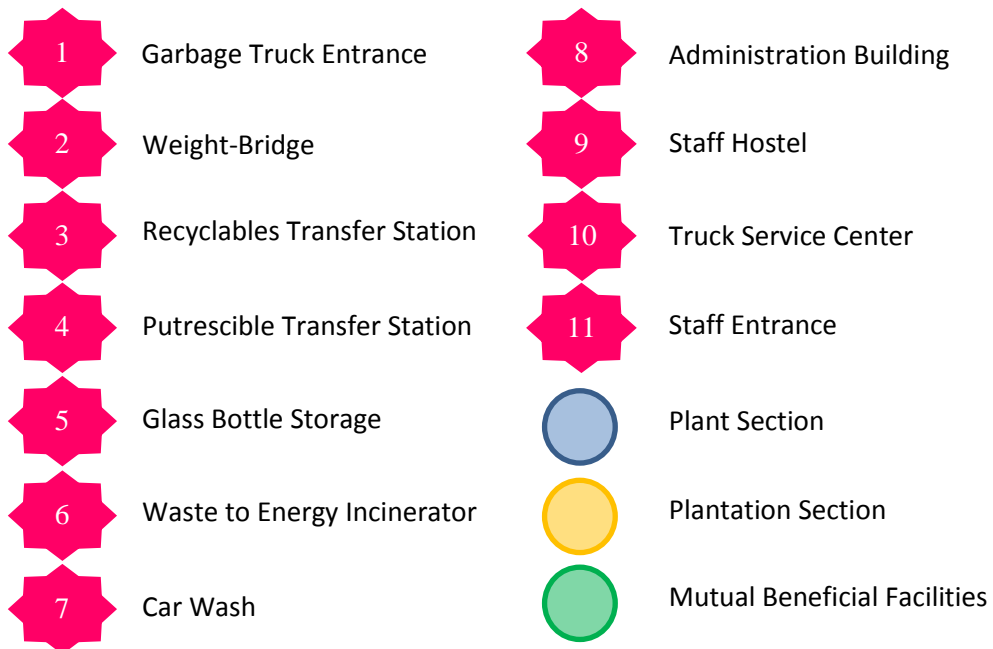 1 Garbage Truck Entrance
2 Weight-Bridge
3 Recyclables Transfer Station
4 Putrescible Transfer Station
5 Glass Bottle Storage
6 Waste to Energy Incinerator
7 Car Wash
8 Administration Building
9 Staff Hostel
10 Truck Service Center
11 Staff Entrance
Plant Section
Plantation Section
Mutual Beneficial Facilities